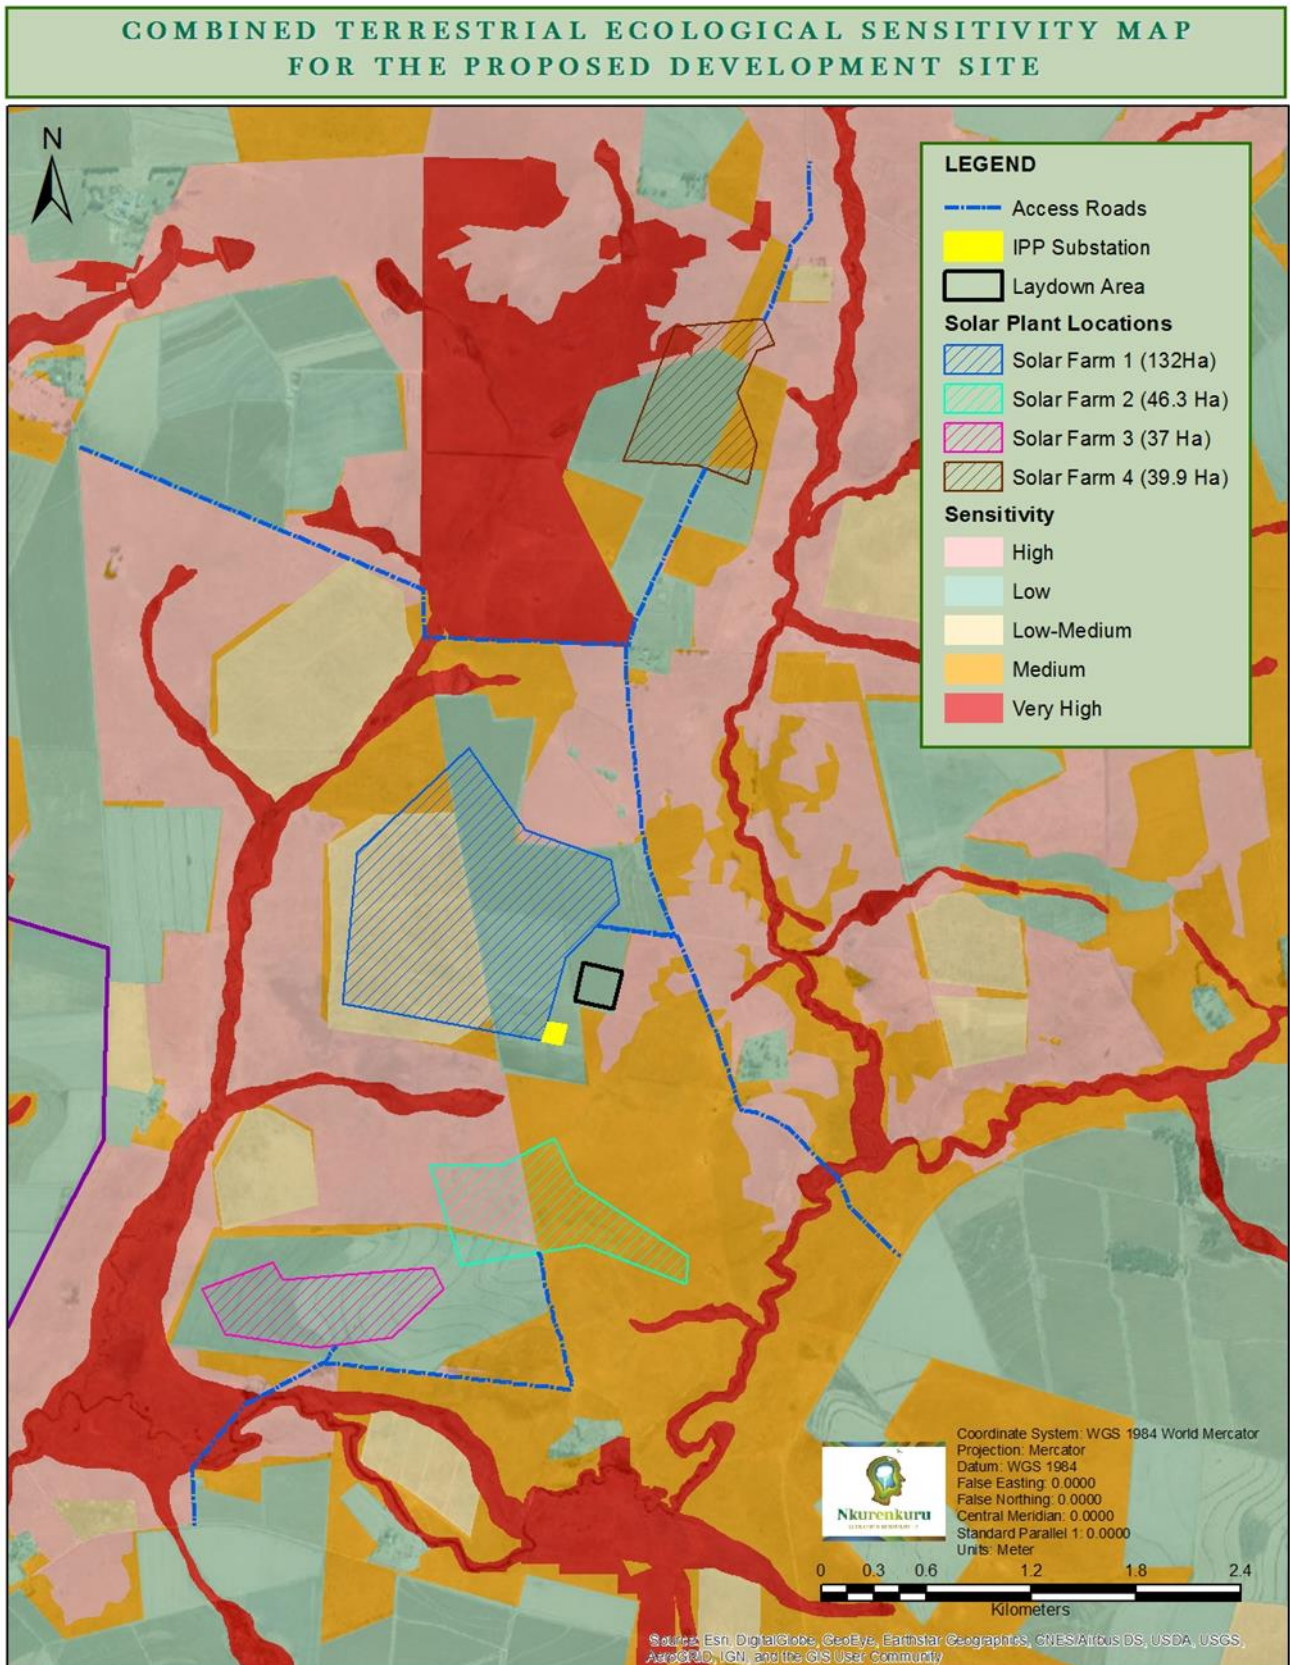 COMBINED TERRESTRIAL ECOLOGICAL SENSITIVITY MAP
FOR THE PROPOSED DEVELOPMENT SITE
N
LEGEND
Access Roads
IPP Substation
Laydown Area
Solar Plant Locations
Solar Farm 1 (132Ha)
Solar Farm 2 (46.3 Ha)
Solar Farm 3 (37 Ha)
Solar Farm 4 (39.9 Ha)
Sensitivity
High
Low
Low-Medium
Medium
Very High
Coordinate System: WGS 1984 World Mercator
Projection: Mercator
Datum: WGS 1984
False Easting: 0.0000
False Northing: 0.0000
Central Meridian: 0.0000
Standard Parallel 1: 0.0000
Units: Meter
Nkurenkuru
0 0.3 0.6 1.2 1.8 2.4
Kilometers
Source: Esri, DigitalGlobe, GeoEye, Earthstar Geographics, CNES/Airbus DS, USDA, USGS,
AeroGRID, IGN, and the GIS User Community